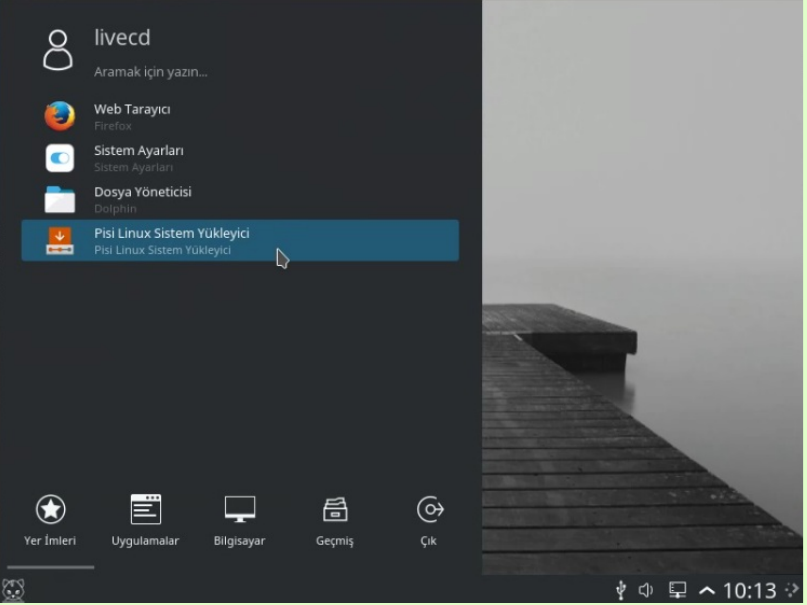 livecd
Aramak için yazın...
Web Tarayıcı
Firefox
Sistem Ayarları
Sistem Ayarları
Dosya Yöneticisi
Dolphin
Pisi Linux Sistem Yükleyici
Pisi Linux Sistem Yükleyici
Yer İmleri Uygulamalar Bilgisayar Geçmiş Çık
10:13